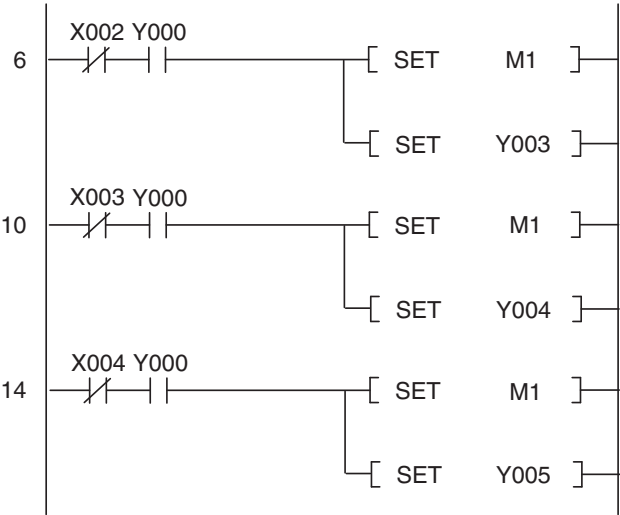 X002 Y000
6 SET M1
SET Y003
X003 Y000
10 SET M1
SET Y004
X004 Y000
14 SET M1
SET Y005